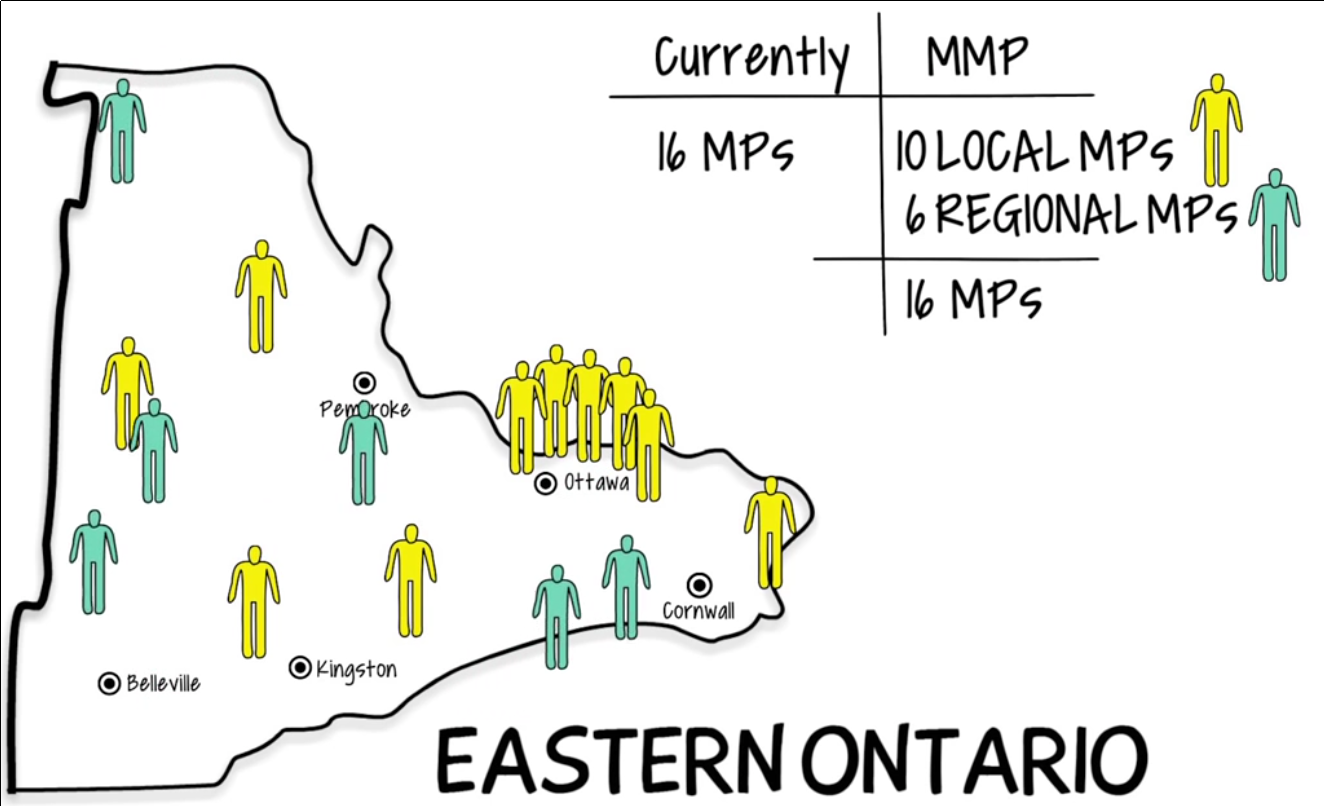 Currently MMP
16 MPs 10 LOCAL MPs
6 REGIONAL MPs
16 MPs
Pembroke
Ottawa
Cornwall
Kingston
Belleville
EASTERN ONTARIO